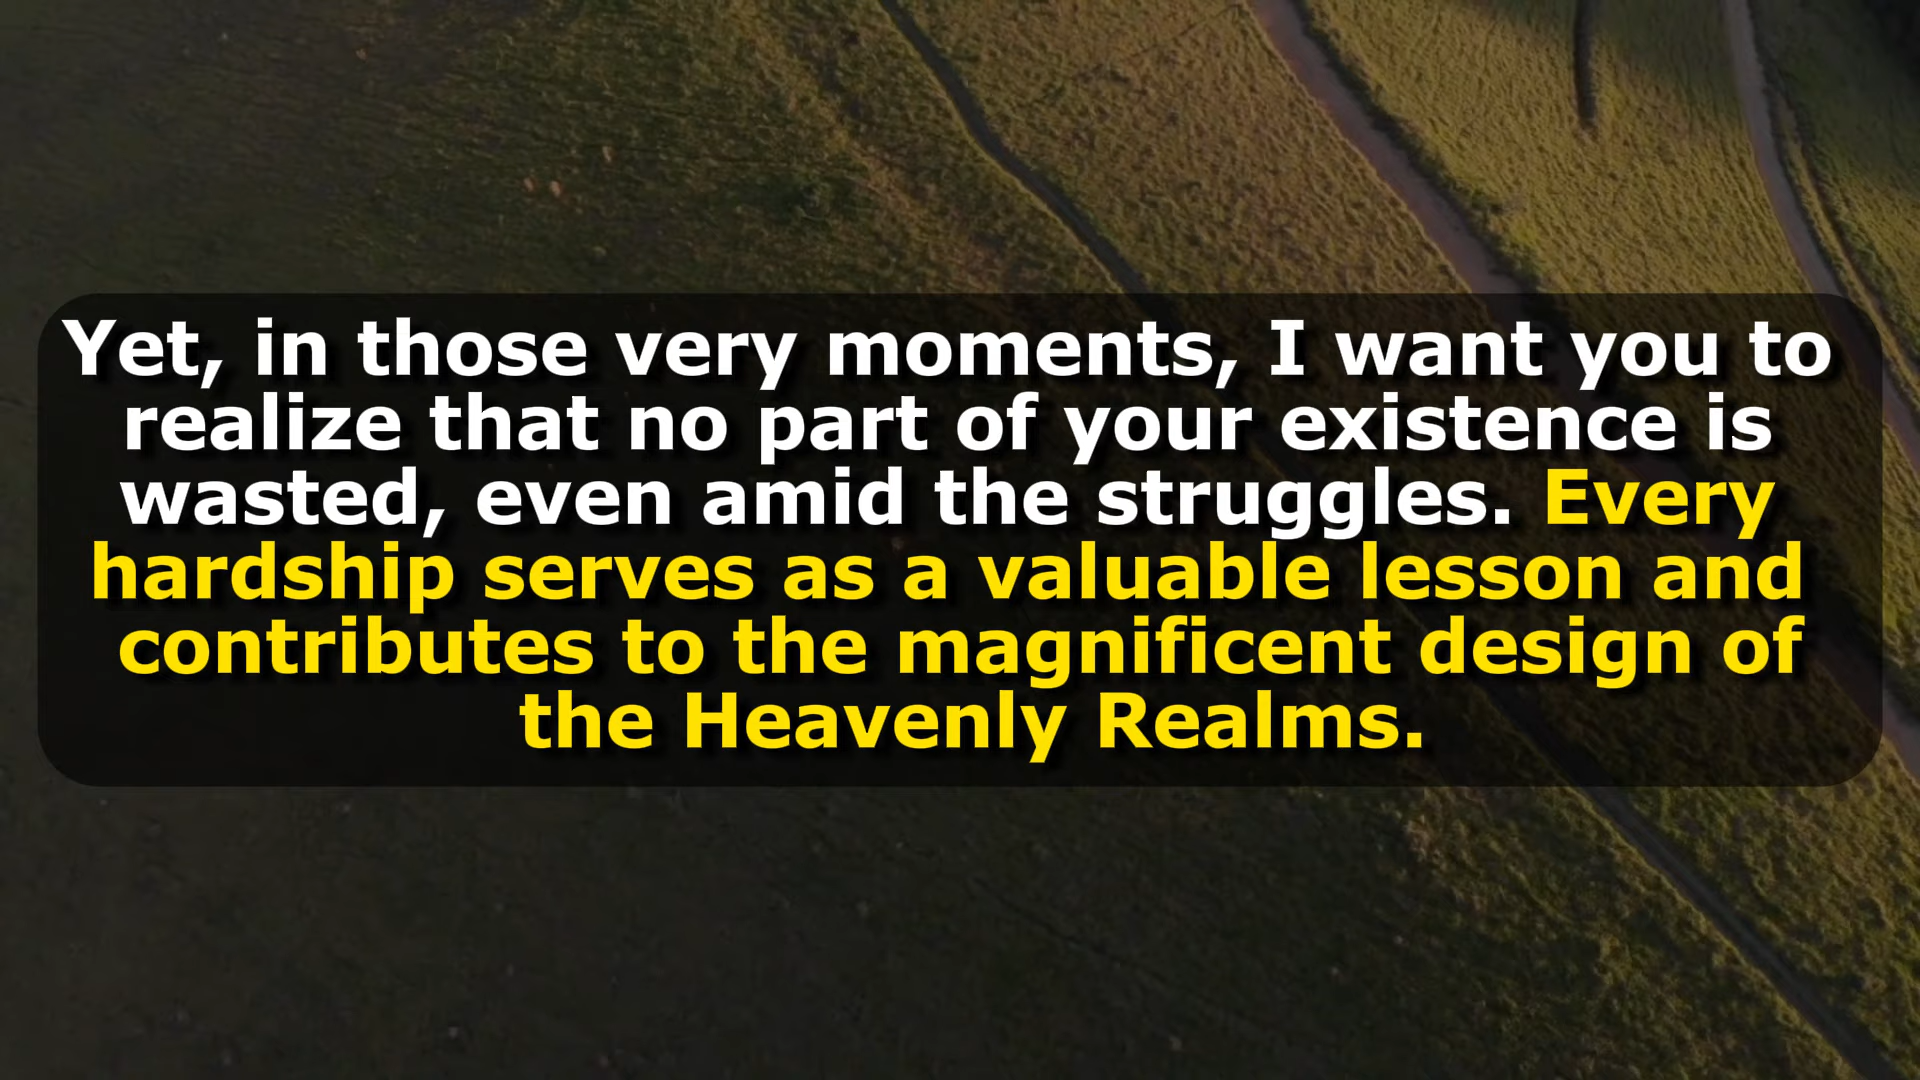 Yet, in those very moments, I want you to
realize that no part of your existence is
wasted, even amid the struggles. Every
hardship serves as a valuable lesson and
contributes to the magnificent design of
the Heavenly Realms.